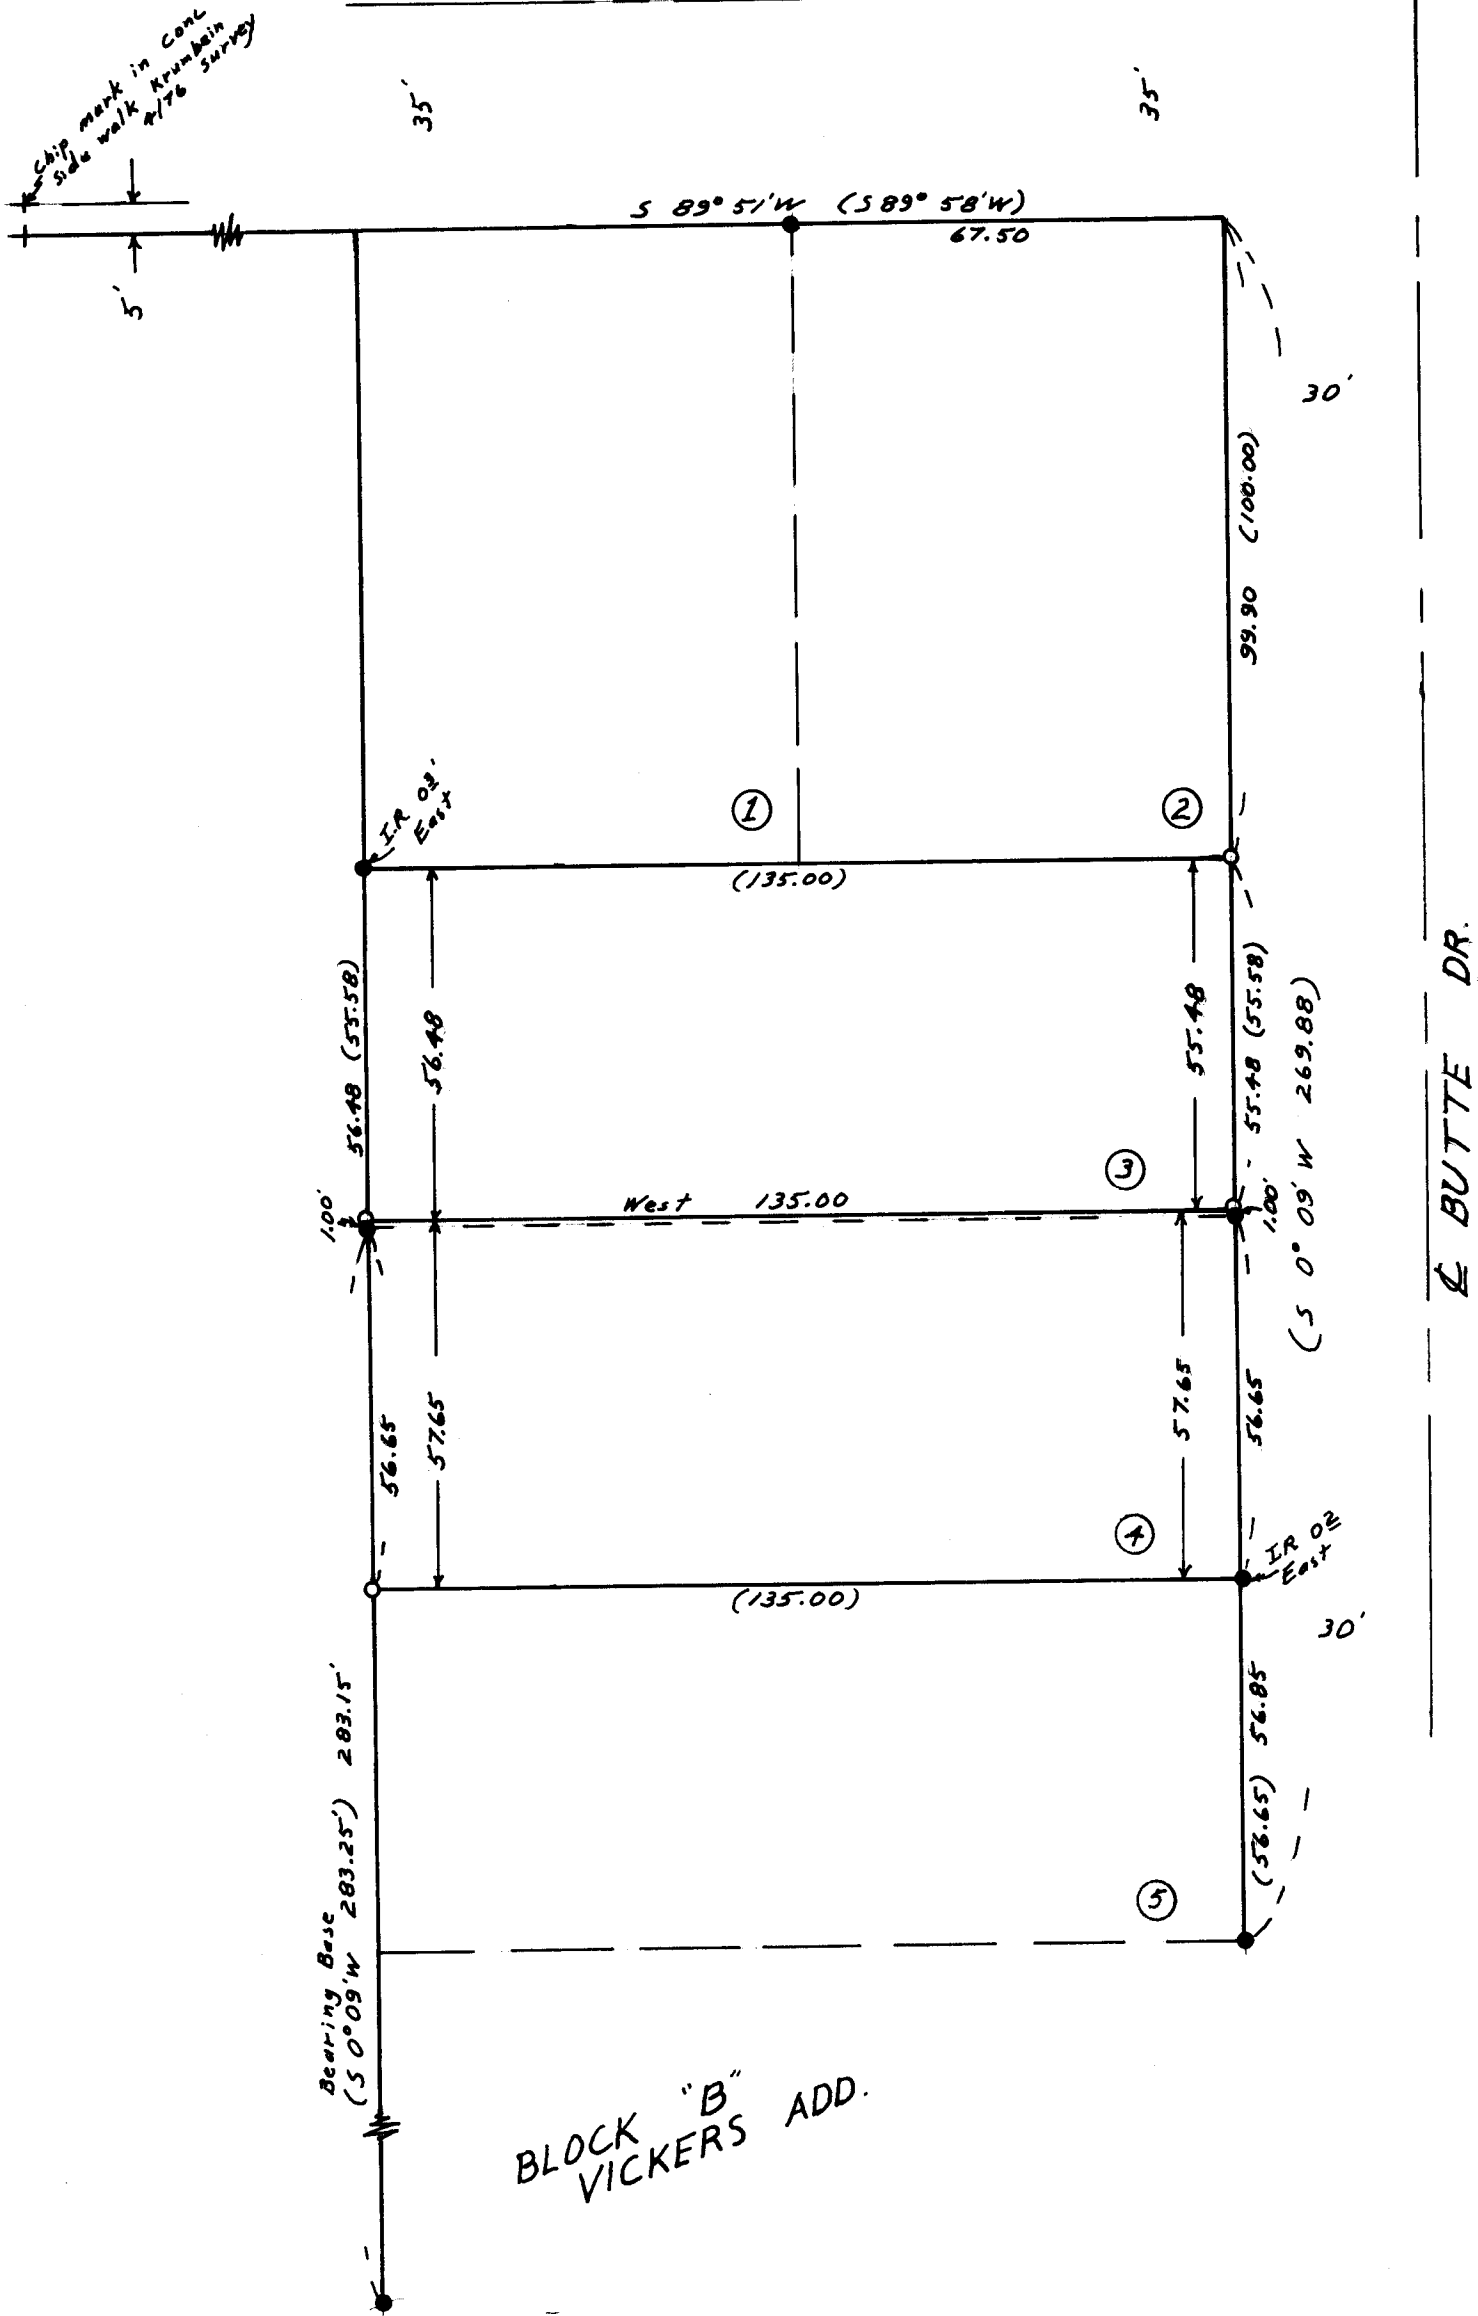 Chip mark in conc
side walk Krumbein
4/76 survey
35'
35'
5'
S 89° 51' W (S 89° 58' W)
67.50
30'
99.90 (100.00)
I.R 03'
East
1
2
(135.00)
56.48 (55.58)
56.48
55.48
55.48 (55.58)
(S 0° 09' W 269.88)
℄ BUTTE DR.
3
1.00'
West 135.00
1.00'
56.65
57.65
57.65
56.65
4
I.R 02
East
(135.00)
30'
Bearing Base
(S 0° 09' W 283.25') 283.15'
(56.65) 56.85
5
BLOCK "B"
VICKERS ADD.